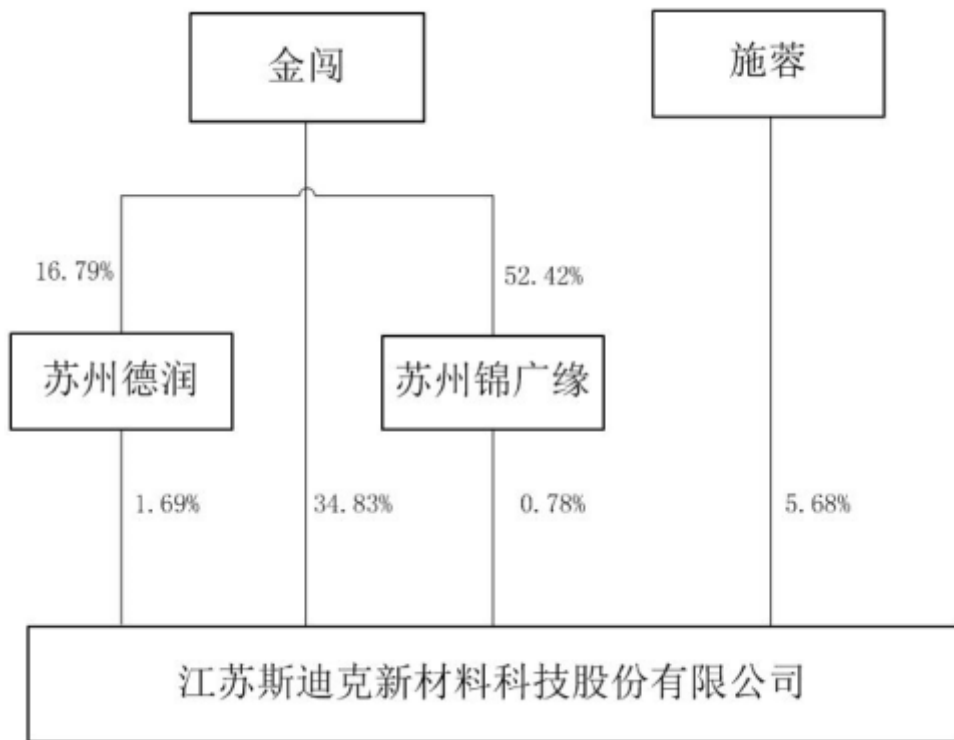 金闯
施蓉
16.79%
52.42%
苏州德润
苏州锦广缘
1.69%
34.83%
0.78%
5.68%
江苏斯迪克新材料科技股份有限公司